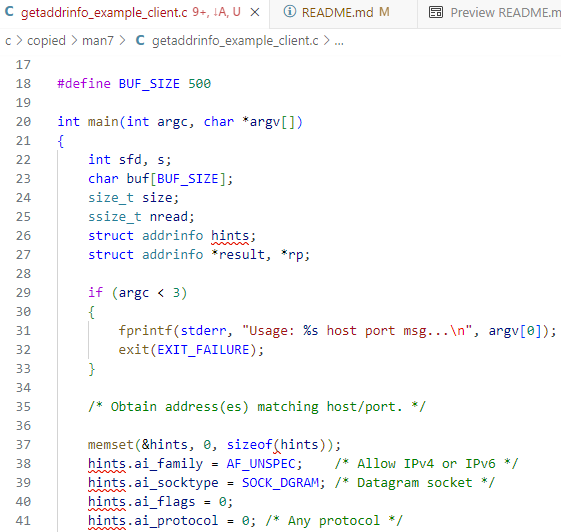 C getaddrinfo_example_client.c 9+, ↓A, U × ⓘ README.md M ↓ Preview README.m
c > copied > man7 > C getaddrinfo_example_client.c > ...
17
18 #define BUF_SIZE 500
19
20 int main(int argc, char *argv[])
21 {
22     int sfd, s;
23     char buf[BUF_SIZE];
24     size_t size;
25     ssize_t nread;
26     struct addrinfo hints;
27     struct addrinfo *result, *rp;
28
29     if (argc < 3)
30     {
31         fprintf(stderr, "Usage: %s host port msg...\n", argv[0]);
32         exit(EXIT_FAILURE);
33     }
34
35     /* Obtain address(es) matching host/port. */
36
37     memset(&hints, 0, sizeof(hints));
38     hints.ai_family = AF_UNSPEC;    /* Allow IPv4 or IPv6 */
39     hints.ai_socktype = SOCK_DGRAM; /* Datagram socket */
40     hints.ai_flags = 0;
41     hints.ai_protocol = 0; /* Any protocol */